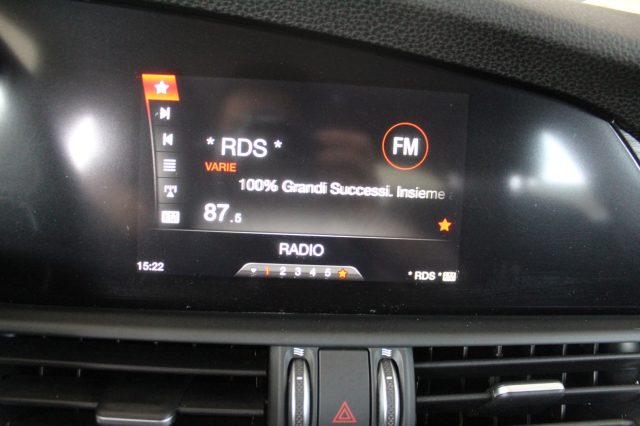 * RDS *
FM
VARIE
100% Grandi Successi. Insieme
87.5
RADIO
15:22
1 2 3 4 5
* RDS *